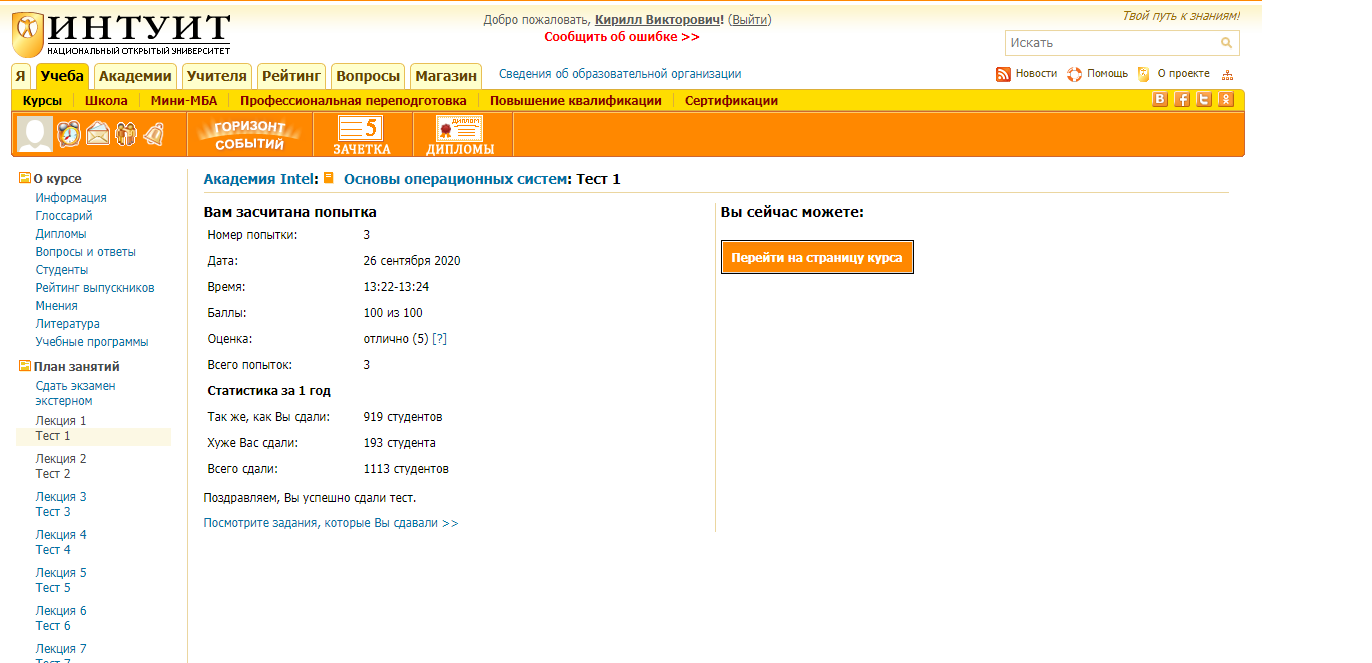 ИНТУИТ
НАЦИОНАЛЬНЫЙ ОТКРЫТЫЙ УНИВЕРСИТЕТ
Добро пожаловать, Кирилл Викторович! (Выйти)
Сообщить об ошибке >>
Твой путь к знаниям!
Искать
Я Учеба Академии Учителя Рейтинг Вопросы Магазин Сведения об образовательной организации
Новости Помощь О проекте
Курсы Школа Мини-МБА Профессиональная переподготовка Повышение квалификации Сертификации
ГОРИЗОНТ
СОБЫТИЙ
5
ЗАЧЕТКА
ДИПЛОМ
ДИПЛОМЫ
О курсе
Информация
Глоссарий
Дипломы
Вопросы и ответы
Студенты
Рейтинг выпускников
Мнения
Литература
Учебные программы
План занятий
Сдать экзамен
экстерном
Лекция 1
Тест 1
Лекция 2
Тест 2
Лекция 3
Тест 3
Лекция 4
Тест 4
Лекция 5
Тест 5
Лекция 6
Тест 6
Лекция 7
Тест 7
Академия Intel: Основы операционных систем: Тест 1
Вам засчитана попытка
Номер попытки: 3
Дата: 26 сентября 2020
Время: 13:22-13:24
Баллы: 100 из 100
Оценка: отлично (5) [?]
Всего попыток: 3
Статистика за 1 год
Так же, как Вы сдали: 919 студентов
Хуже Вас сдали: 193 студента
Всего сдали: 1113 студентов
Поздравляем, Вы успешно сдали тест.
Посмотрите задания, которые Вы сдавали >>
Вы сейчас можете:
Перейти на страницу курса